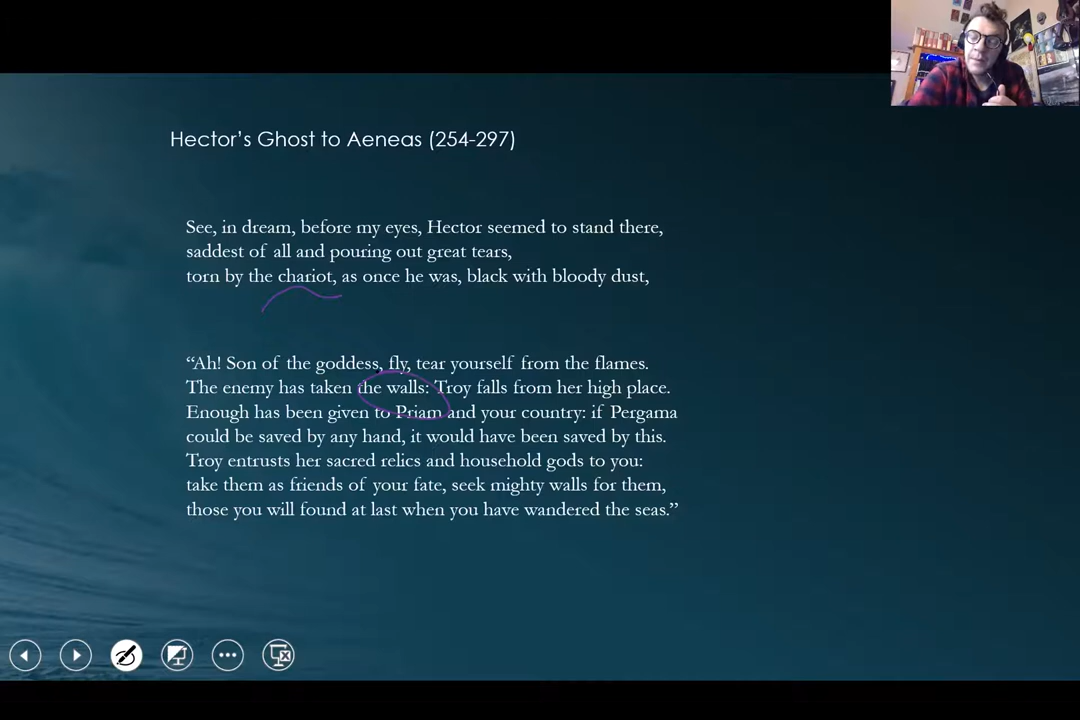 Hector’s Ghost to Aeneas (254-297)
See, in dream, before my eyes, Hector seemed to stand there,
saddest of all and pouring out great tears,
torn by the chariot, as once he was, black with bloody dust,
“Ah! Son of the goddess, fly, tear yourself from the flames.
The enemy has taken the walls: Troy falls from her high place.
Enough has been given to Priam and your country: if Pergama
could be saved by any hand, it would have been saved by this.
Troy entrusts her sacred relics and household gods to you:
take them as friends of your fate, seek mighty walls for them,
those you will found at last when you have wandered the seas.”